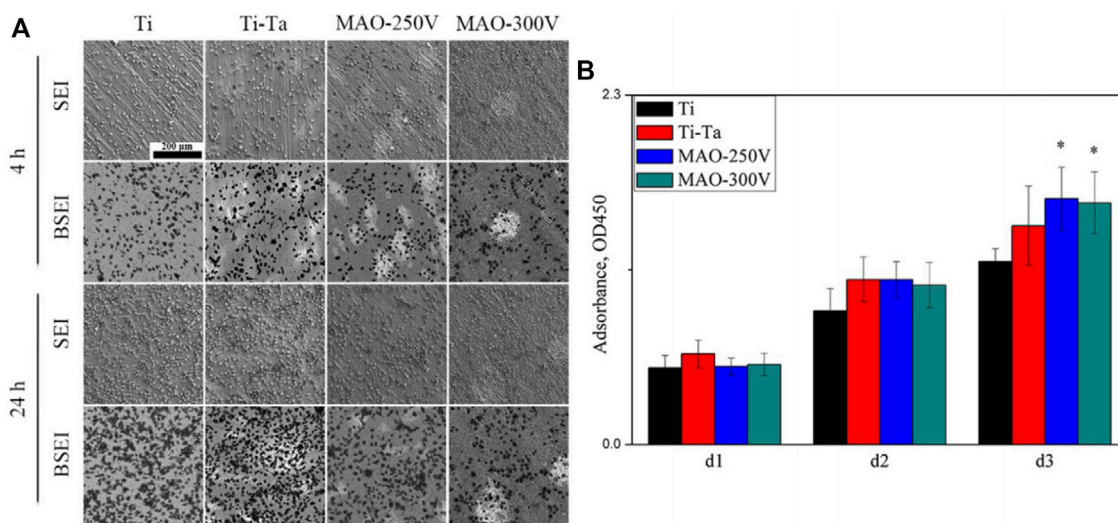 A
Ti Ti-Ta MAO-250V MAO-300V
4 h
SEI
200 μm
BSEI
24 h
SEI
BSEI
B
2.3
Ti
Ti-Ta
MAO-250V
MAO-300V
* *
Adsorbance, OD450
0.0
d1 d2 d3